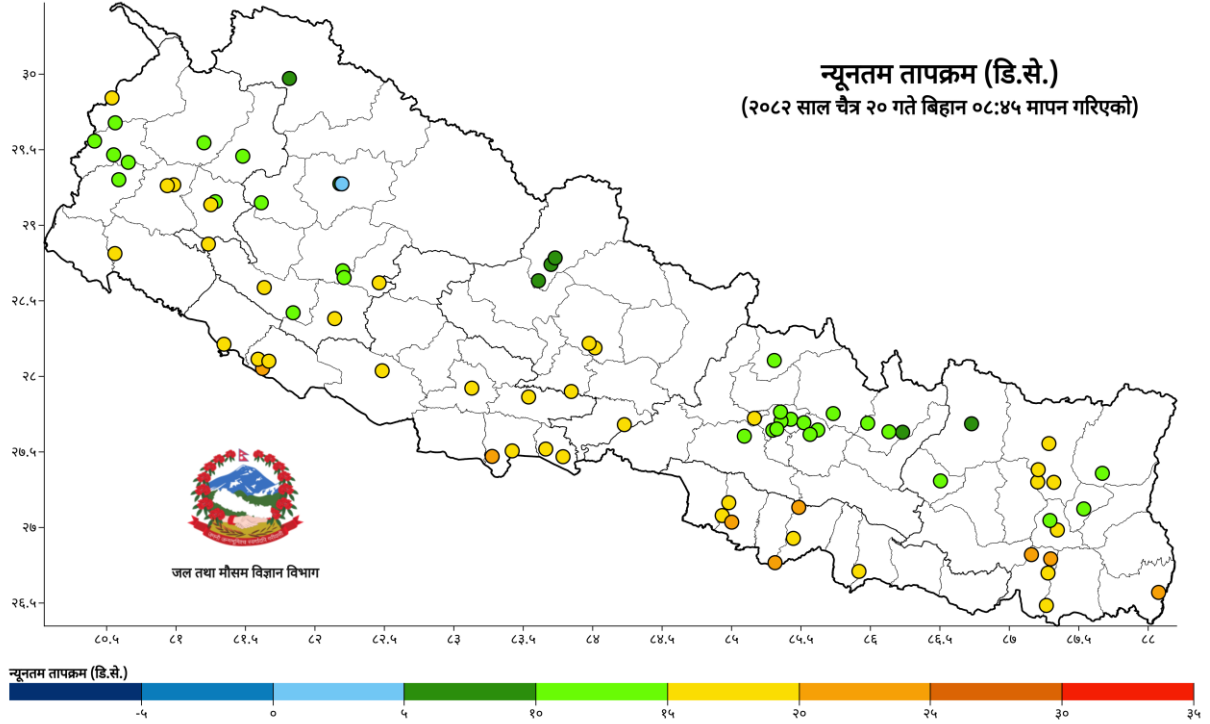 न्यूनतम तापक्रम (डि.से.)
(२०८२ साल चैत्र २० गते बिहान ०८:४५ मापन गरिएको)
३०
२९.५
२९
२८.५
२८
२७.५
२७
२६.५
जल तथा मौसम विज्ञान विभाग
८०.५ ८१ ८१.५ ८२ ८२.५ ८३ ८३.५ ८४ ८४.५ ८५ ८५.५ ८६ ८६.५ ८७ ८७.५ ८८
न्यूनतम तापक्रम (डि.से.)
-५ ० ५ १० १५ २० २५ ३० ३५